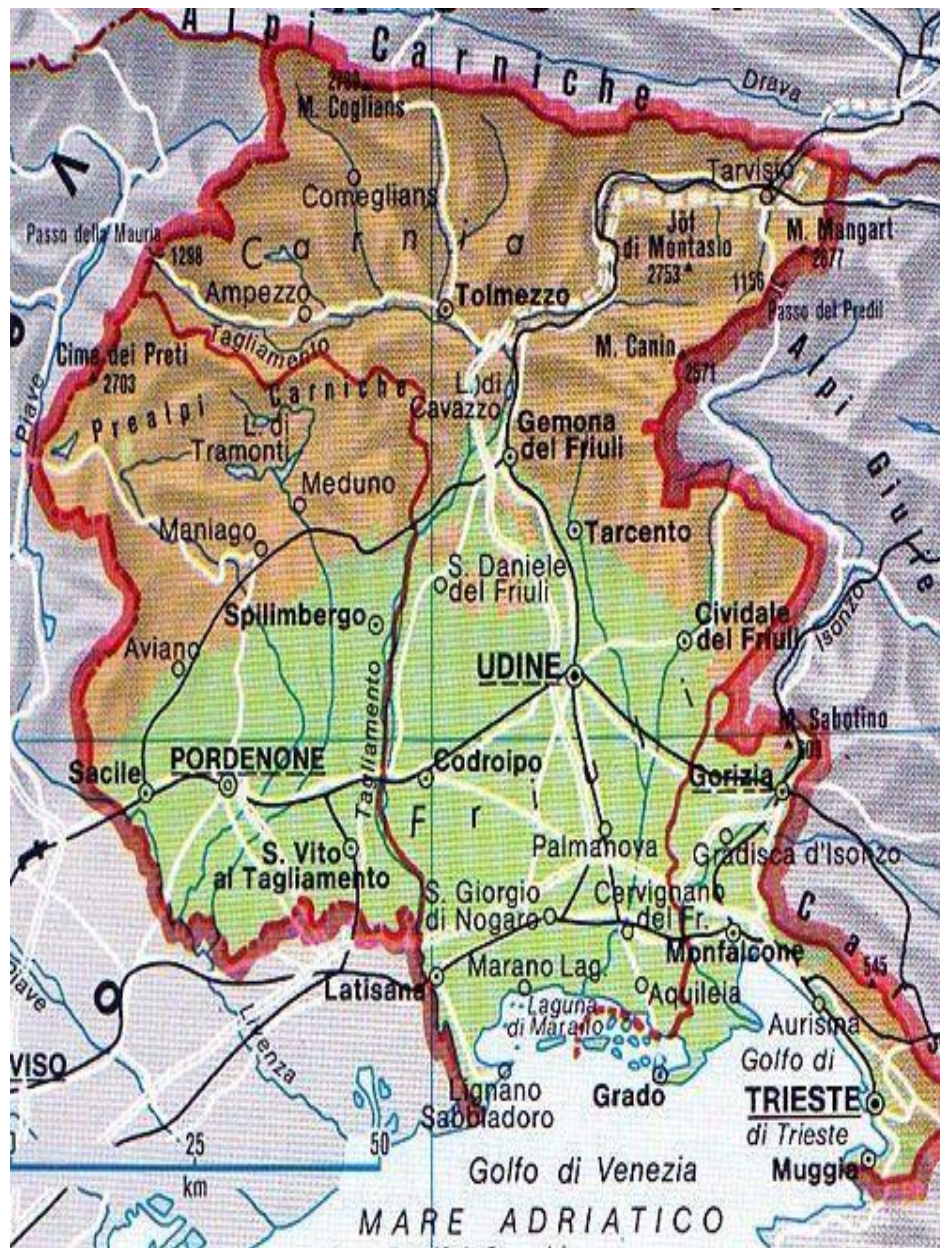 Alpi Carniche
Drava
2780
M. Coglians
Comeglians
Tarvisio
Passo della Mauria
1298
Carnia
Jôf
di Montasio
2753
M. Mangart
2677
1156
Ampezzo
Tolmezzo
Passo del Predil
Tagliamento
Cima dei Preti
2703
M. Canin
2571
Alpi Giulie
Piave
Prealpi Carniche
L. di
Cavazzo
L. di
Tramonti
Gemona
del Friuli
Meduno
Maniago
Tarcento
S. Daniele
del Friuli
Spilimbergo
Cividale
del Friuli
Isonzo
Aviano
UDINE
Tagliamento
M. Sabotino
609
PORDENONE
Sacile
Codroipo
Gorizia
F r i u l i
Palmanova
Gradisca d'Isonzo
S. Vito
al Tagliamento
S. Giorgio
di Nogaro
Cervignano
del Fr.
Monfalcone
C a
545
Latisana
Marano Lag.
Aquileia
Laguna
di Marano
Aurisina
Piave
O
Livenza
VISO
Lignano
Sabbiadoro
Grado
Golfo di
TRIESTE
di Trieste
Muggia
25
50
km
Golfo di Venezia
MARE ADRIATICO